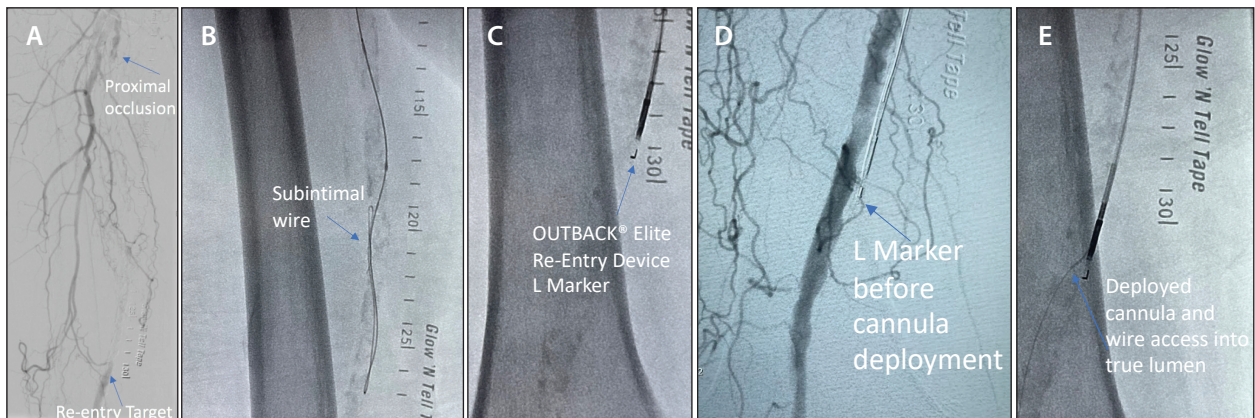 A
Proximal
occlusion
Re-entry Target
130
B
Subintimal
wire
15
20
25
Glow 'N Tell T
C
OUTBACK® Elite
Re-Entry Device
L Marker
30
Tell Tape
D
L Marker
before
cannula
deployment
30
Tell Tape
E
Deployed
cannula and
wire access into
true lumen
25
30
Glow 'N Tell Tape